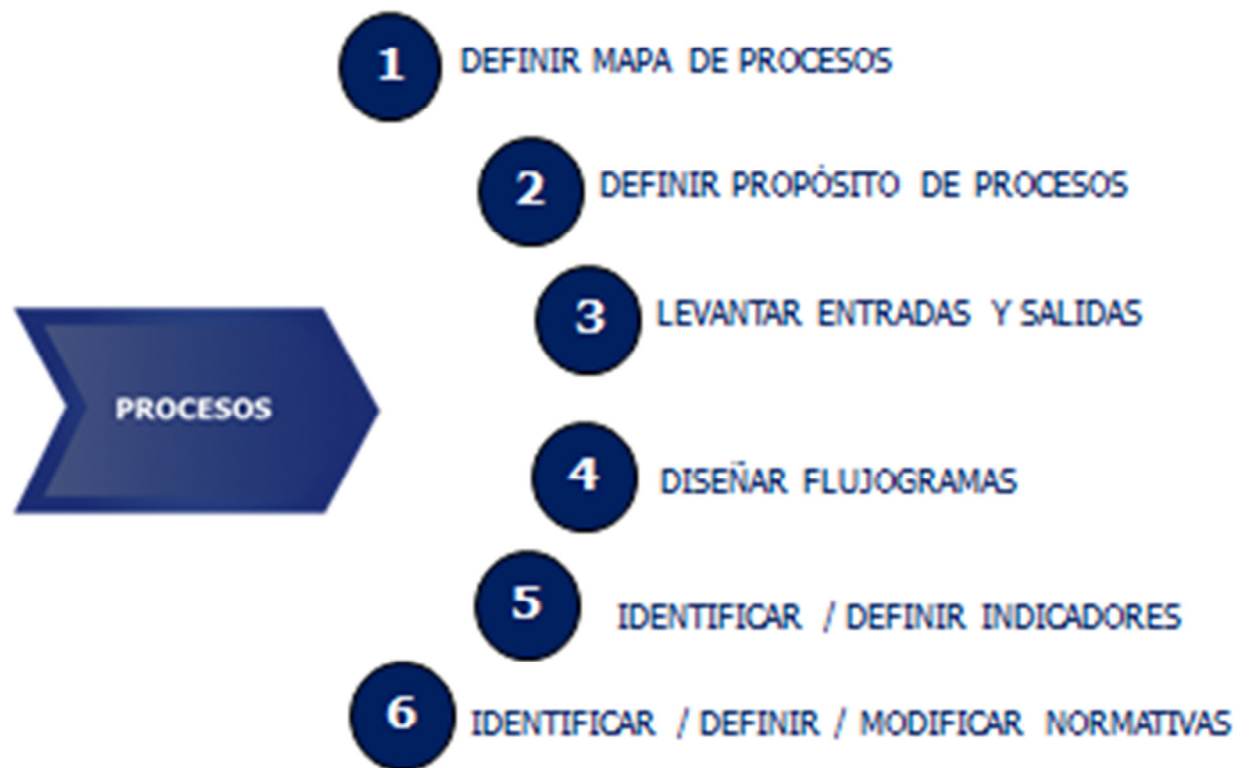 1 DEFINIR MAPA DE PROCESOS
2 DEFINIR PROPÓSITO DE PROCESOS
3 LEVANTAR ENTRADAS Y SALIDAS
PROCESOS
4 DISEÑAR FLUJOGRAMAS
5 IDENTIFICAR / DEFINIR INDICADORES
6 IDENTIFICAR / DEFINIR / MODIFICAR NORMATIVAS